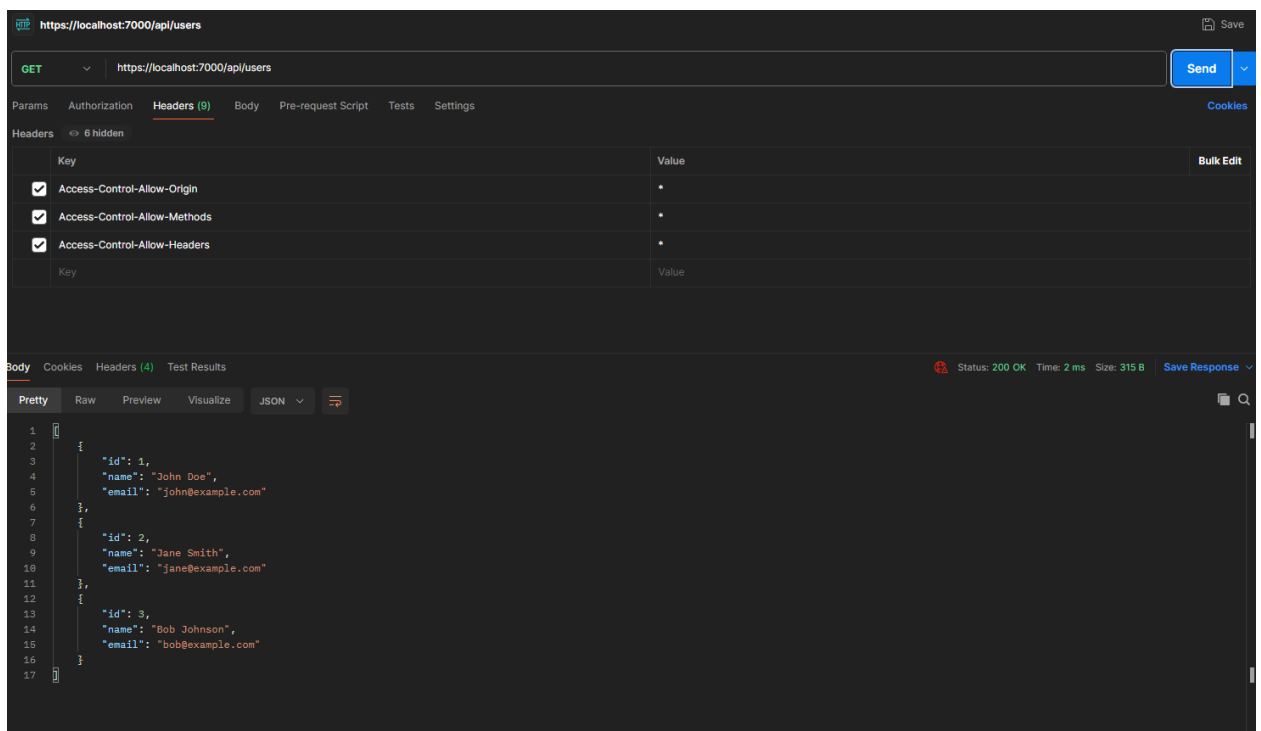 HTTP https://localhost:7000/api/users Save
GET https://localhost:7000/api/users Send
Params Authorization Headers (9) Body Pre-request Script Tests Settings Cookies
Headers 6 hidden
Key Value Bulk Edit
Access-Control-Allow-Origin *
Access-Control-Allow-Methods *
Access-Control-Allow-Headers *
Key Value
Body Cookies Headers (4) Test Results Status: 200 OK Time: 2 ms Size: 315 B Save Response
Pretty Raw Preview Visualize JSON
1 [
2 {
3 "id": 1,
4 "name": "John Doe",
5 "email": "john@example.com"
6 },
7 {
8 "id": 2,
9 "name": "Jane Smith",
10 "email": "jane@example.com"
11 },
12 {
13 "id": 3,
14 "name": "Bob Johnson",
15 "email": "bob@example.com"
16 }
17 ]